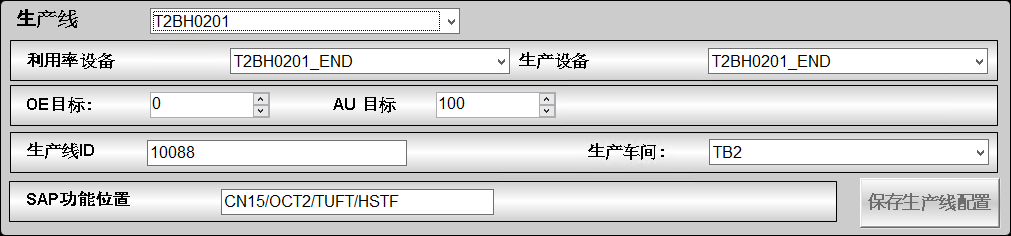 生产线 T2BH0201
利用率设备 T2BH0201_END 生产设备 T2BH0201_END
OE目标: 0 AU 目标 100
生产线ID 10088 生产车间: TB2
SAP功能位置 CN15/OCT2/TUFT/HSTF 保存生产线配置